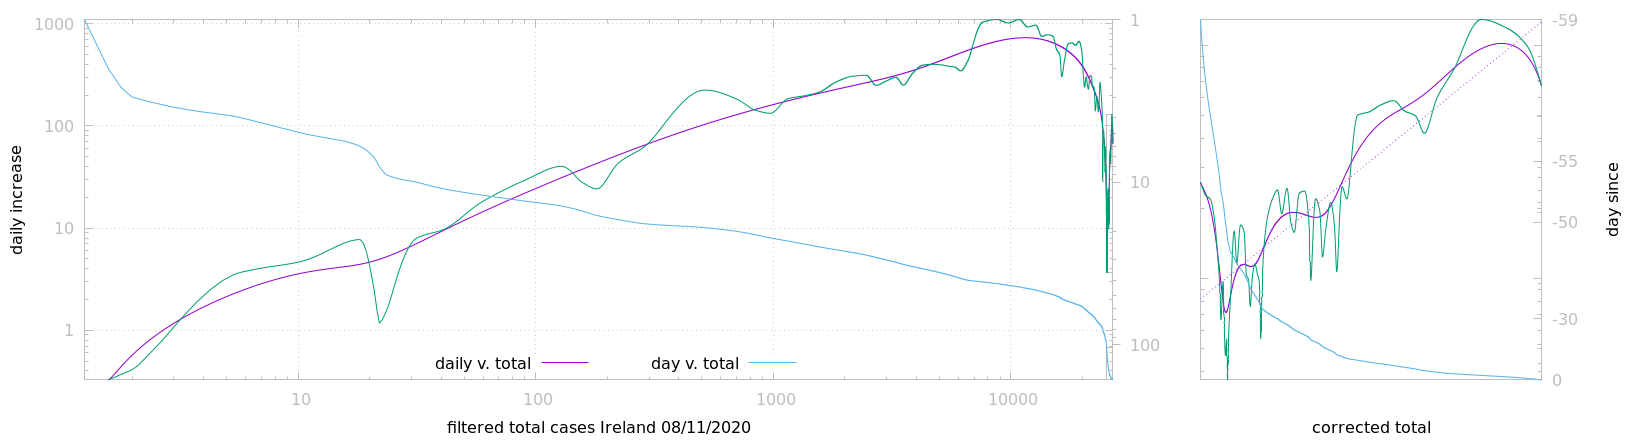 1000
100
10
1
daily increase
10
100
1000
10000
filtered total cases Ireland 08/11/2020
daily v. total
day v. total
1
10
100
-59
-55
-50
-30
0
day since
corrected total